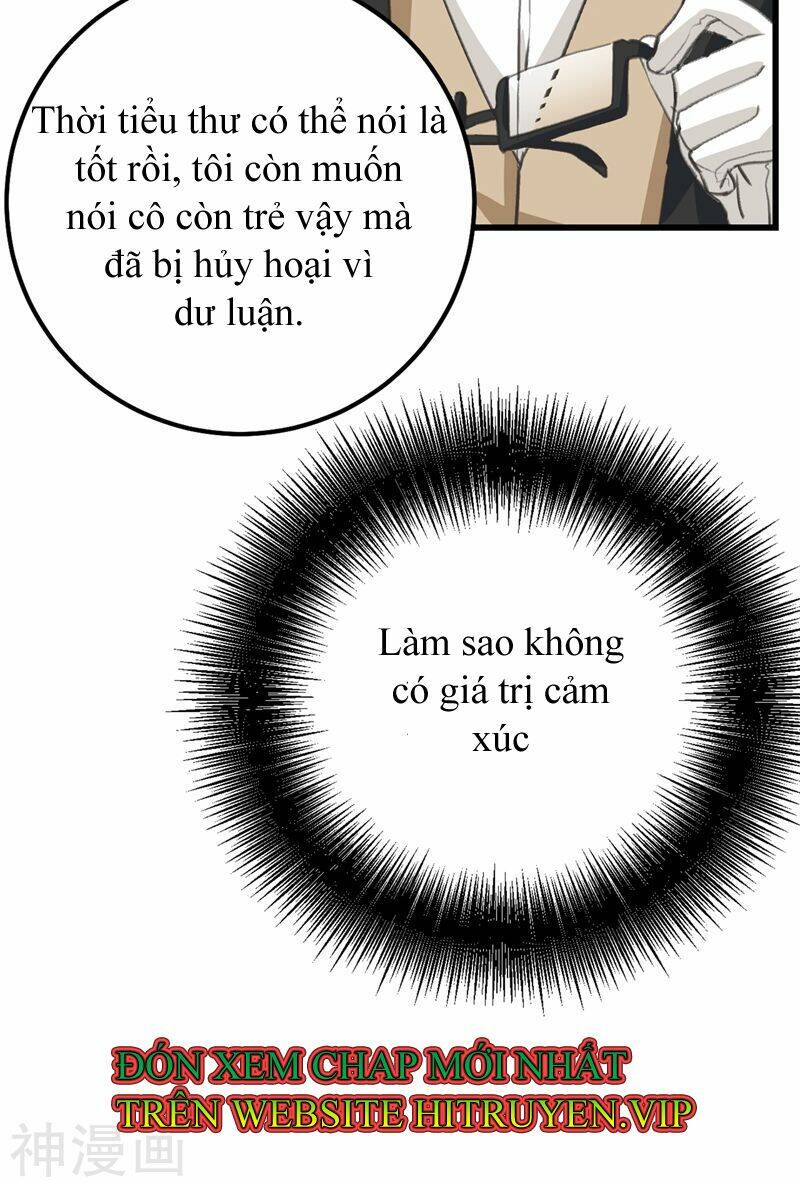 Thời tiểu thư có thể nói là
tốt rồi, tôi còn muốn
nói cô còn trẻ vậy mà
đã bị hủy hoại vì
dư luận.
Làm sao không
có giá trị cảm
xúc
ĐÓN XEM CHAP MỚI NHẤT
TRÊN WEBSITE HITRUYEN.VIP
神漫画